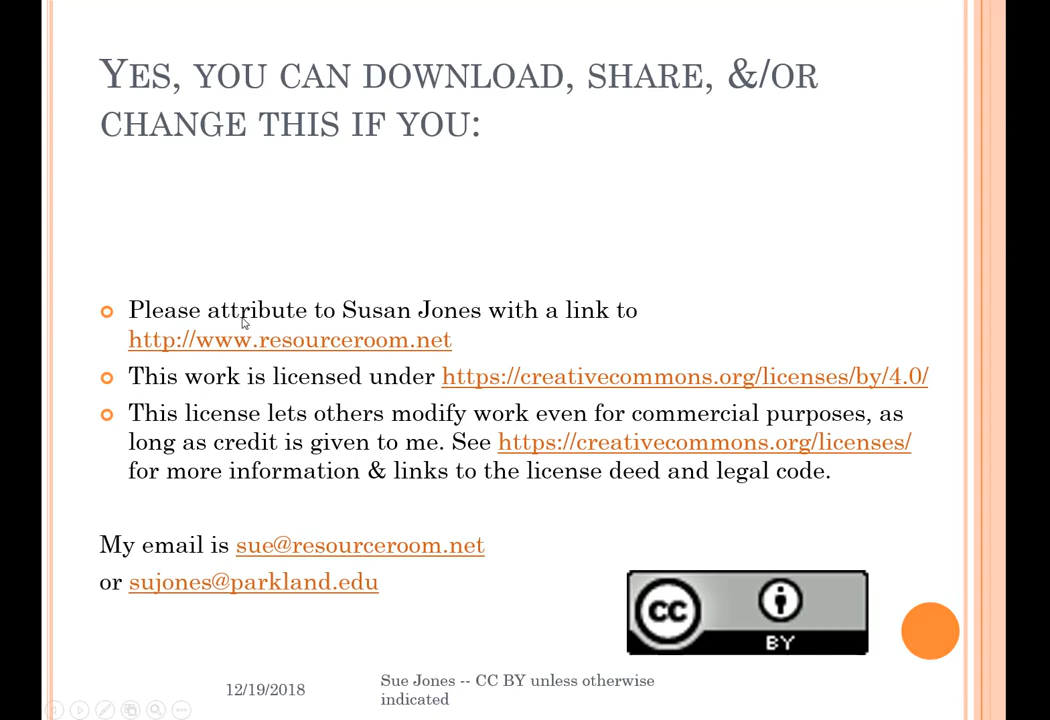 Yes, you can download, share, &/or
change this if you:
Please attribute to Susan Jones with a link to
http://www.resourceroom.net
This work is licensed under https://creativecommons.org/licenses/by/4.0/
This license lets others modify work even for commercial purposes, as
long as credit is given to me. See https://creativecommons.org/licenses/
for more information & links to the license deed and legal code.
My email is sue@resourceroom.net
or sujones@parkland.edu
cc
BY
12/19/2018
Sue Jones -- CC BY unless otherwise
indicated